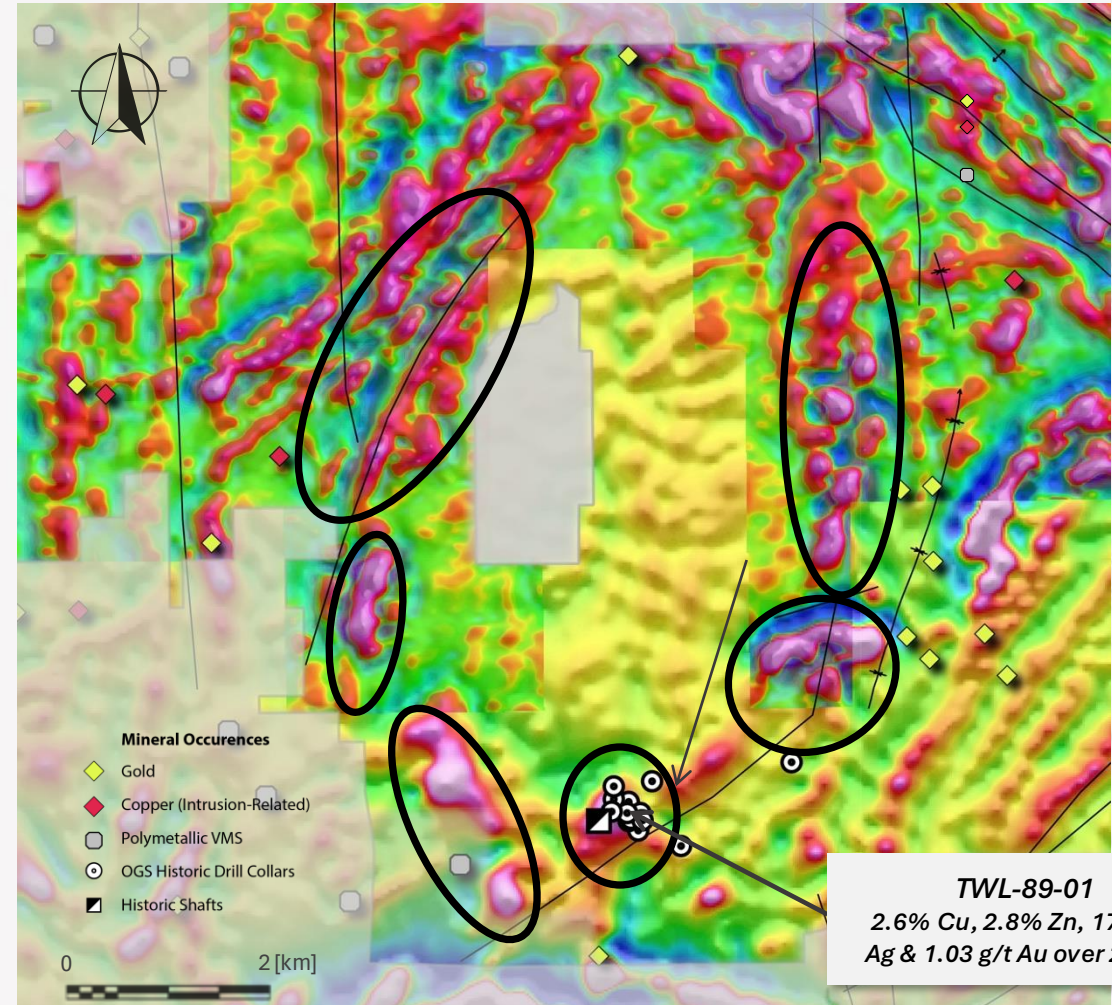 Mineral Occurences
Gold
Copper (Intrusion-Related)
Polymetallic VMS
OGS Historic Drill Collars
Historic Shafts
0 2 [km]
TWL-89-01
2.6% Cu, 2.8% Zn, 17
Ag & 1.03 g/t Au over